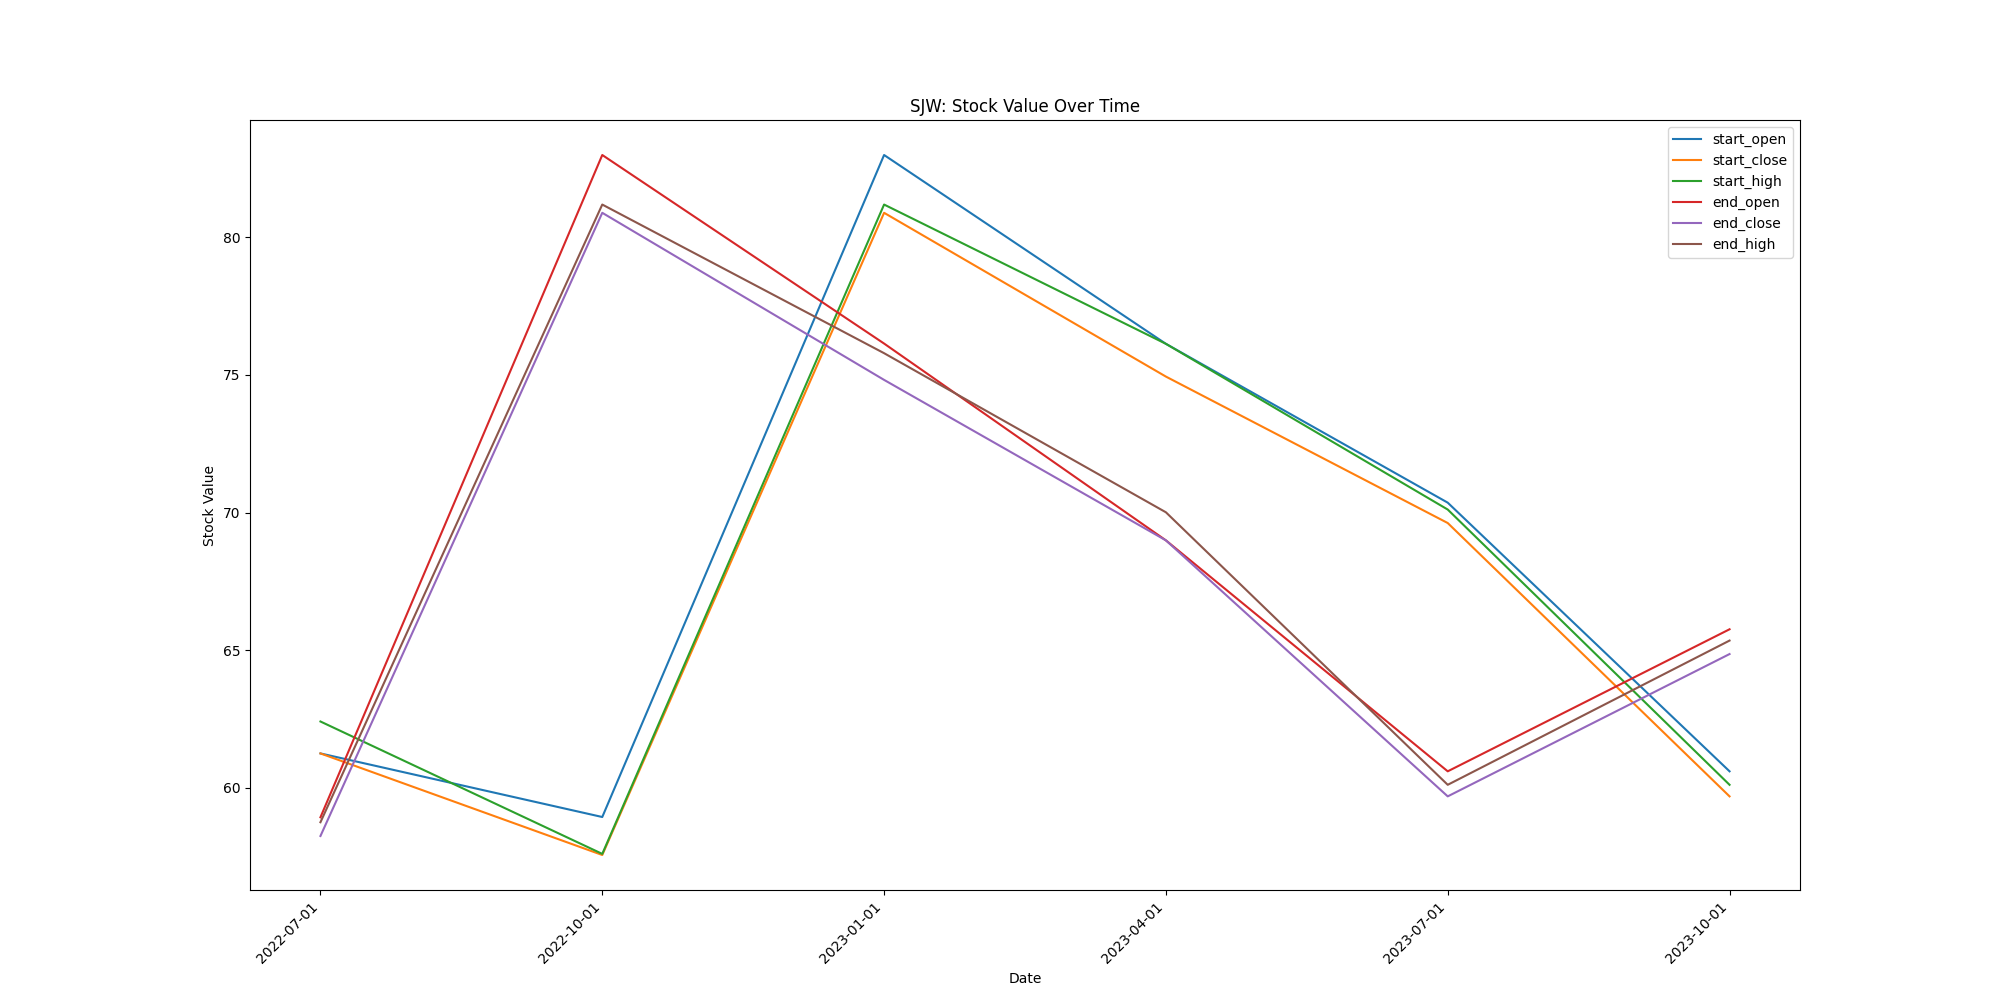 SJW: Stock Value Over Time
start_open
start_close
start_high
end_open
end_close
end_high
Stock Value
80
75
70
65
60
2022-07-01
2022-10-01
2023-01-01
2023-04-01
2023-07-01
2023-10-01
Date